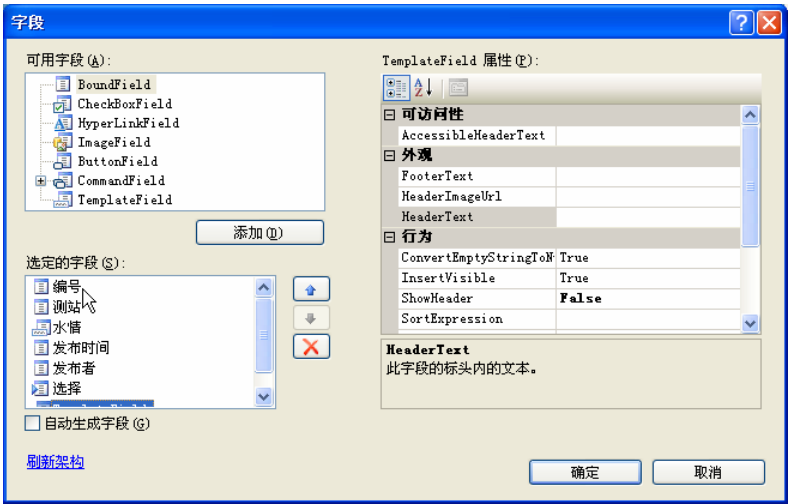 字段
可用字段(A):
BoundField
CheckBoxField
HyperLinkField
ImageField
ButtonField
CommandField
TemplateField
添加(D)
选定的字段(S):
编号
测站
水情
发布时间
发布者
选择
自动生成字段(G)
刷新架构
TemplateField 属性(P):
可访问性
AccessibleHeaderText
外观
FooterText
HeaderImageUrl
HeaderText
行为
ConvertEmptyStringToN True
InsertVisible True
ShowHeader False
SortExpression
HeaderText
此字段的标头内的文本。
确定
取消